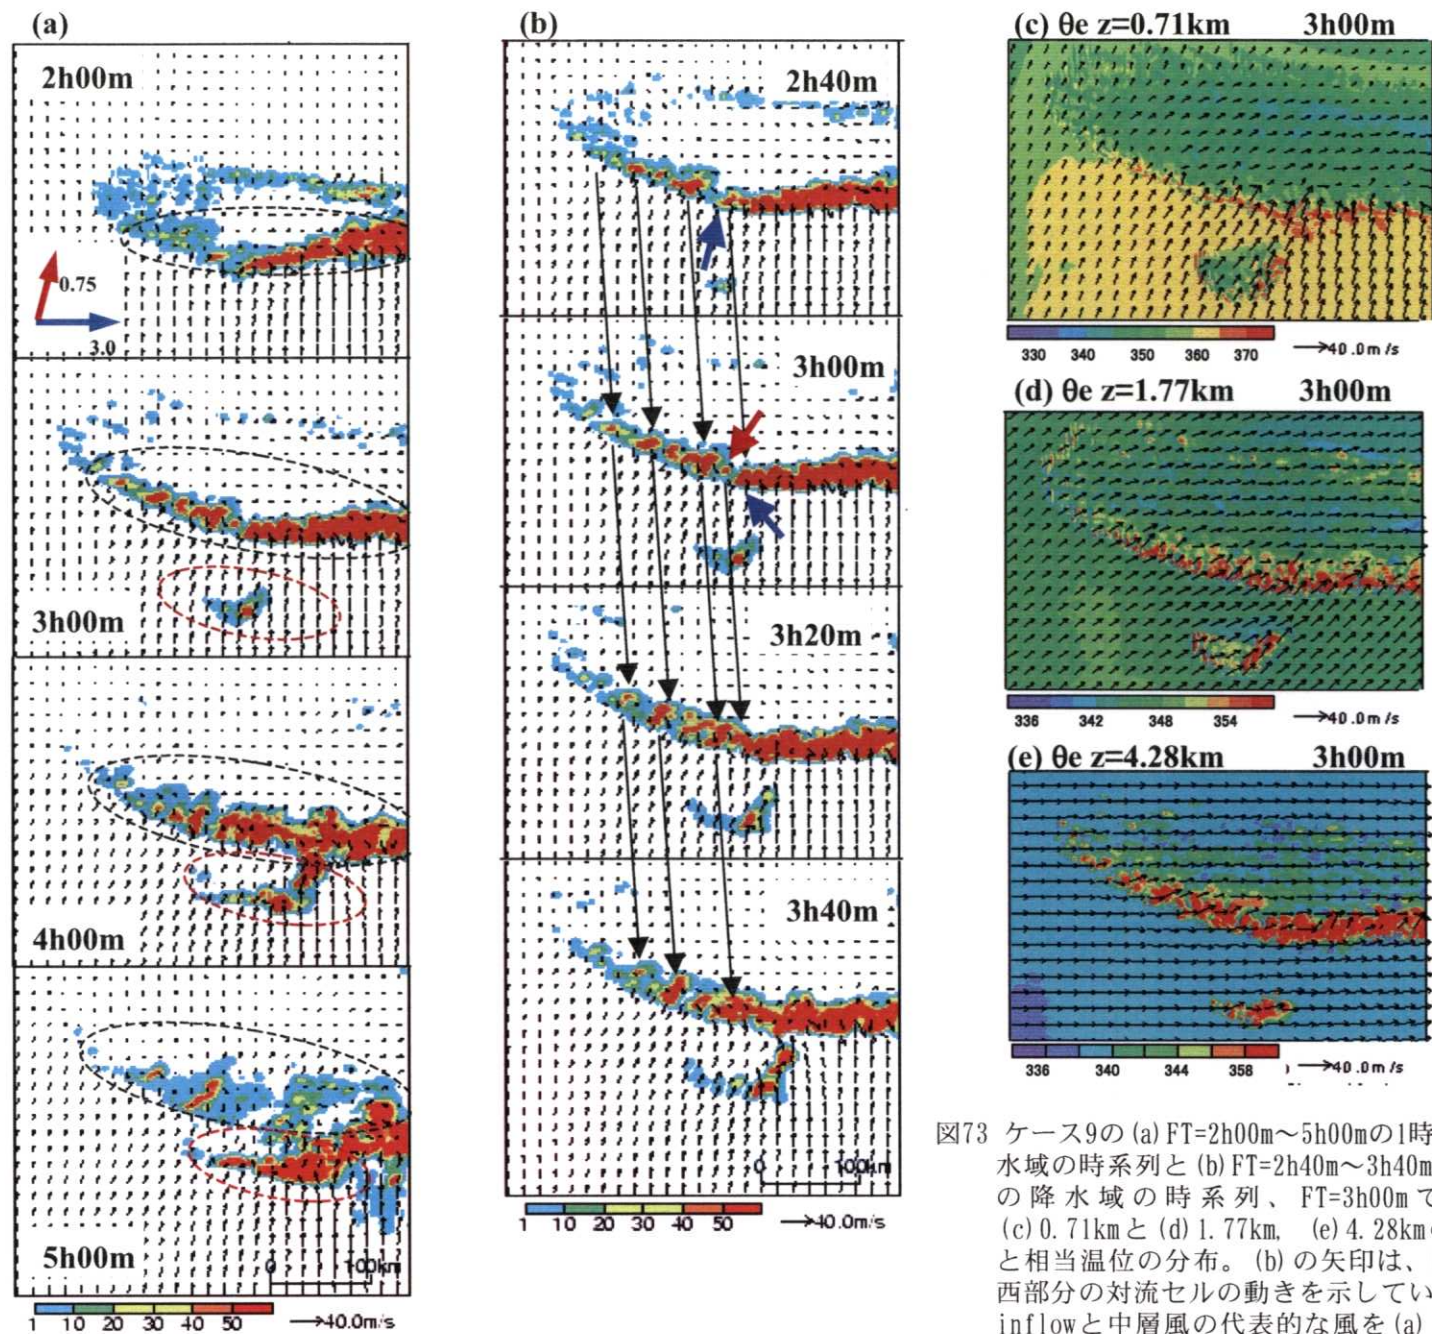 (a)
2h00m
0.75
3.0
3h00m
4h00m
5h00m
0 100km
1 10 20 30 40 50 →40.0m/s
(b)
2h40m
3h00m
3h20m
3h40m
0 100km
1 10 20 30 40 50 →40.0m/s
(c) θe z=0.71km 3h00m
330 340 350 360 370 →40.0m/s
(d) θe z=1.77km 3h00m
336 342 348 354 →40.0m/s
(e) θe z=4.28km 3h00m
336 340 344 358 →40.0m/s
図73 ケース9の(a)FT=2h00m～5h00mの1時
水域の時系列と(b)FT=2h40m～3h40m
の降水域の時系列、FT=3h00mで
(c)0.71kmと(d)1.77km, (e)4.28km
と相当温位の分布。(b)の矢印は、
西部分の対流セルの動きを示してい
inflowと中層風の代表的な風を(a)